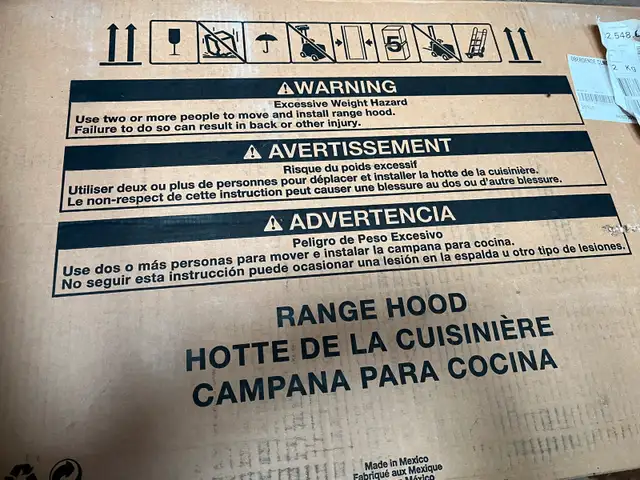 5
2.548
2 Kg
WARNING
Excessive Weight Hazard
Use two or more people to move and install range hood.
Failure to do so can result in back or other injury.
AVERTISSEMENT
Risque du poids excessif
Utiliser deux ou plus de personnes pour déplacer et installer la hotte de la cuisinière.
Le non-respect de cette instruction peut causer une blessure au dos ou d'autre blessure.
ADVERTENCIA
Peligro de Peso Excesivo
Use dos o más personas para mover e instalar la campana para cocina.
No seguir esta instrucción puede ocasionar una lesión en la espalda u otro tipo de lesiones.
RANGE HOOD
HOTTE DE LA CUISINIÈRE
CAMPANA PARA COCINA
Made in Mexico
Fabriqué aux Mexique
México